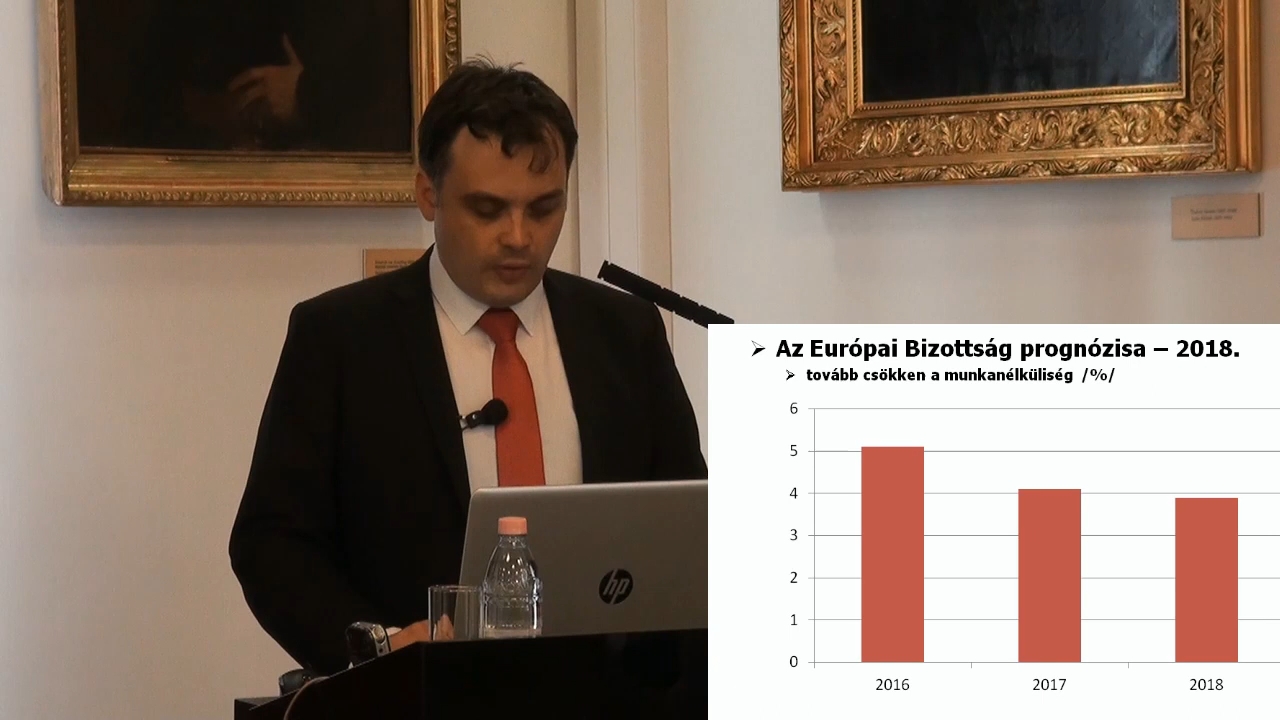 hp
Az Európai Bizottság prognózisa – 2018.
tovább csökken a munkanélküliség /%/
6
5
4
3
2
1
0
2016 2017 2018